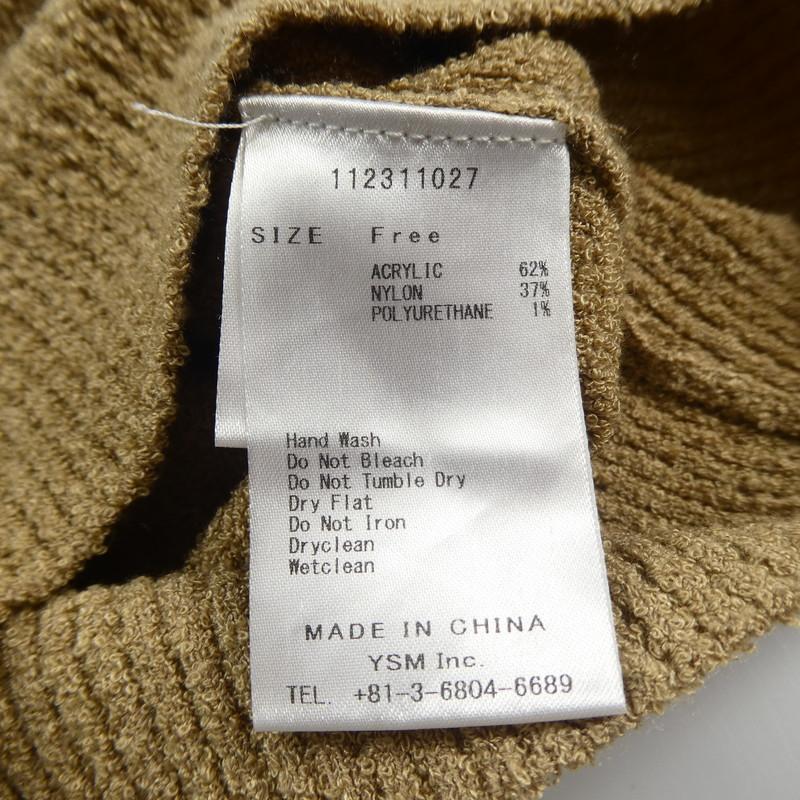 112311027
SIZE Free
ACRYLIC 62%
NYLON 37%
POLYURETHANE 1%
Hand Wash
Do Not Bleach
Do Not Tumble Dry
Dry Flat
Do Not Iron
Dryclean
Wetclean
MADE IN CHINA
YSM Inc.
TEL. +81-3-6804-6689